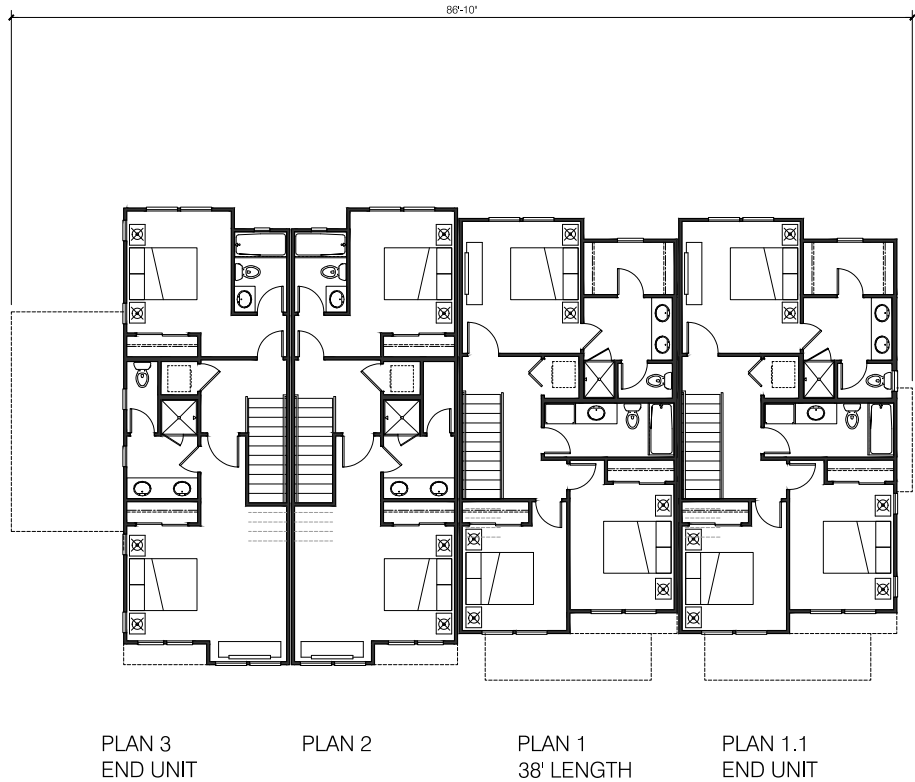 86'-10"
PLAN 3
END UNIT
PLAN 2
PLAN 1
38' LENGTH
PLAN 1.1
END UNIT